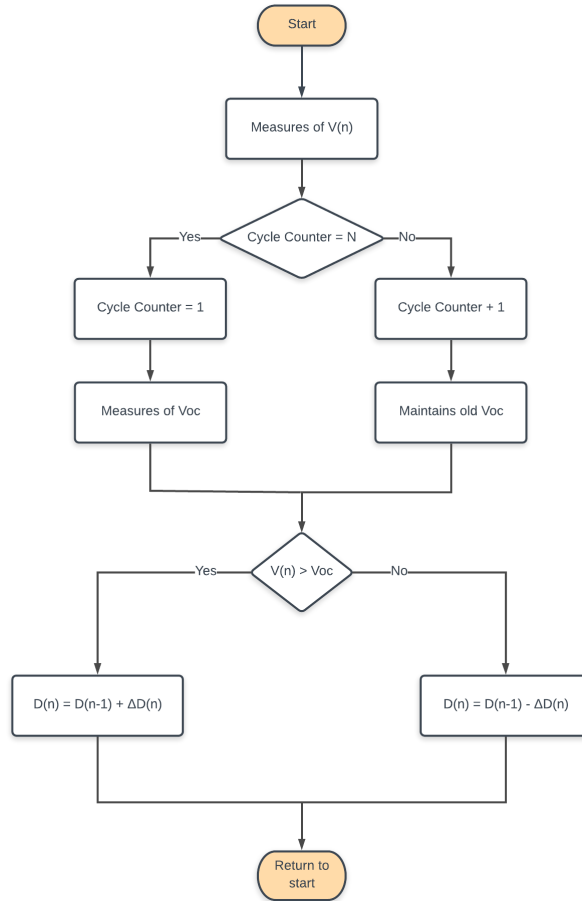 Start
Measures of V(n)
Cycle Counter = N
Yes
No
Cycle Counter = 1
Cycle Counter + 1
Measures of Voc
Maintains old Voc
V(n) > Voc
Yes
No
D(n) = D(n-1) + ΔD(n)
D(n) = D(n-1) - ΔD(n)
Return to
start